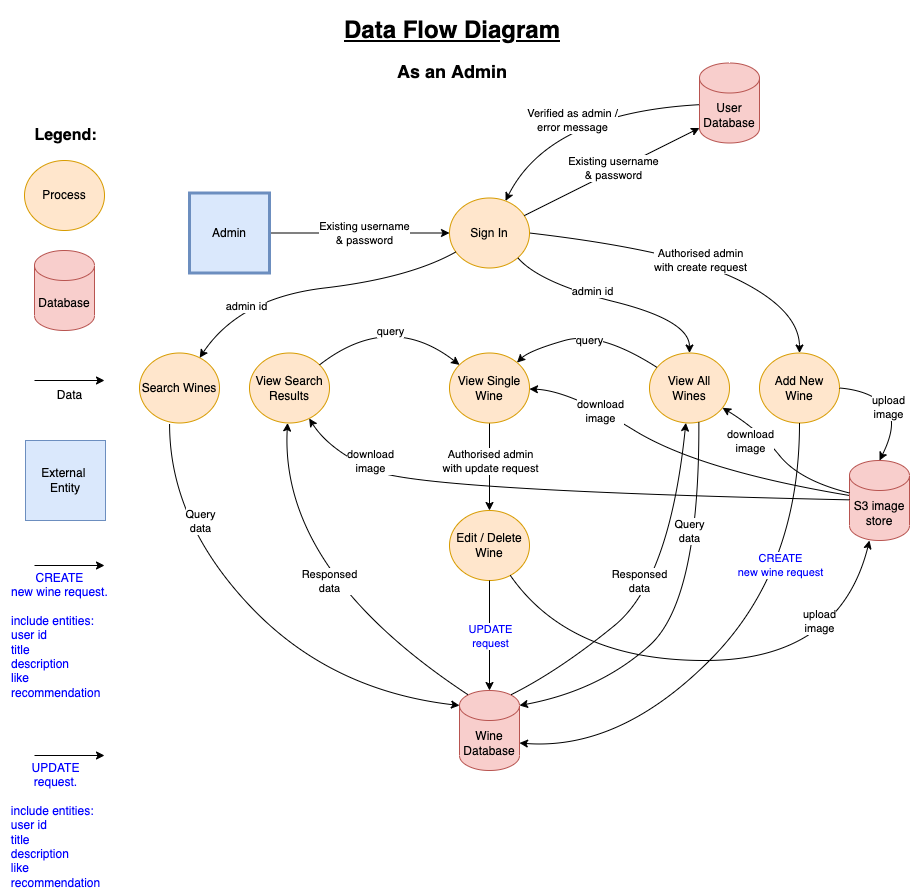 Data Flow Diagram
As an Admin
Legend:
Process
Database
Data
External
Entity
CREATE
new wine request.
include entities:
user id
title
description
like
recommendation
UPDATE
request.
include entities:
user id
title
description
like
recommendation
User
Database
Verified as admin /
error message
Existing username
& password
Admin
Existing username
& password
Sign In
Authorised admin
with create request
admin id
admin id
query
query
Search Wines
View Search
Results
View Single
Wine
View All
Wines
Add New
Wine
upload
image
download
image
download
image
download
image
Authorised admin
with update request
S3 image
store
Query
data
Query
data
Edit / Delete
Wine
CREATE
new wine request
Responsed
data
Responsed
data
UPDATE
request
upload
image
Wine
Database